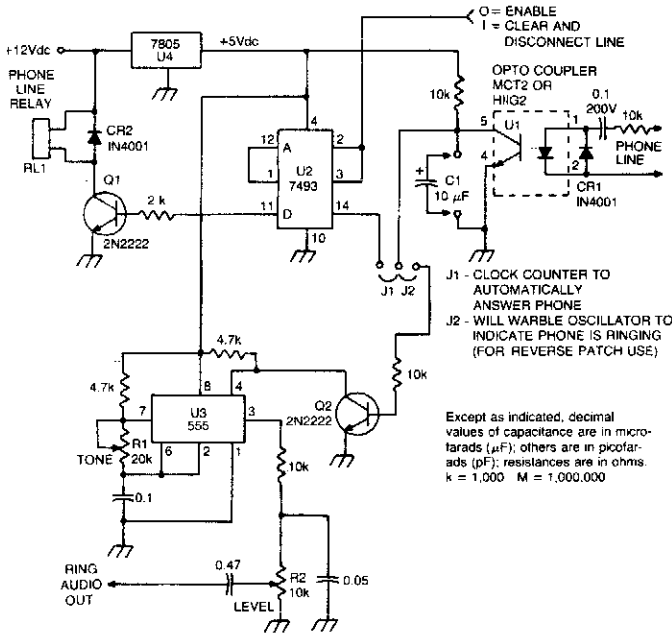 O = ENABLE
I = CLEAR AND
DISCONNECT LINE
+12Vdc
7805
U4
+5Vdc
PHONE
LINE
RELAY
RL1
CR2
IN4001
Q1
2N2222
2 k
12
A
1
11
D
4
U2
7493
2
3
14
10
10k
C1
10 µF
+
OPTO COUPLER
MCT2 OR
HNG2
5
U1
4
1
2
0.1
200V
10k
PHONE
LINE
CR1
IN4001
J1 J2
J1 - CLOCK COUNTER TO
AUTOMATICALLY
ANSWER PHONE
J2 - WILL WARBLE OSCILLATOR TO
INDICATE PHONE IS RINGING
(FOR REVERSE PATCH USE)
4.7k
4.7k
8
4
7
U3
555
3
6
2
1
R1
20k
TONE
0.1
Q2
2N2222
10k
10k
Except as indicated, decimal
values of capacitance are in micro-
farads (µF); others are in picofar-
ads (pF); resistances are in ohms.
k = 1,000 M = 1,000.000
RING
AUDIO
OUT
0.47
LEVEL
R2
10k
0.05